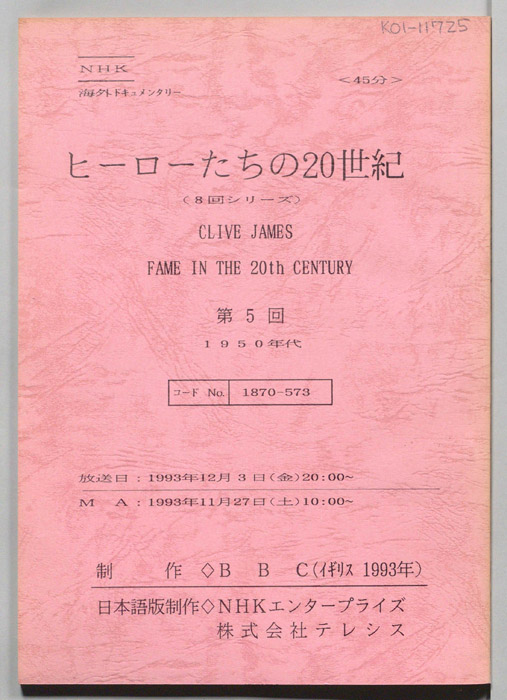 K01-11725
NHK
海外ドキュメンタリー
<45分>
ヒーローたちの20世紀
(8回シリーズ)
CLIVE JAMES
FAME IN THE 20th CENTURY
第 5 回
1950年代
コード No. 1870-573
放送日:1993年12月3日(金)20:00~
M A:1993年11月27日(土)10:00~
制 作◇B B C(イギリス 1993年)
日本語版制作◇NHKエンタープライズ
株式会社テレシス